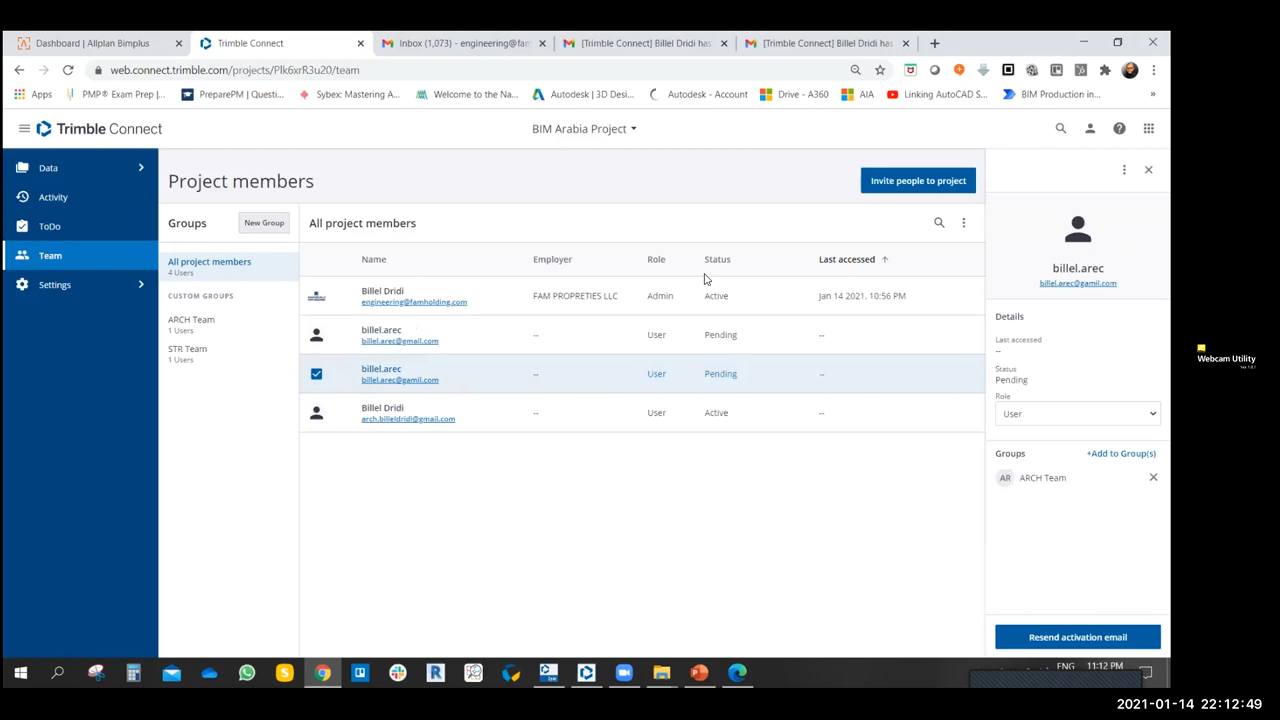 Dashboard | Allplan Bimplus
Trimble Connect
Inbox (1,073) - engineering@fam
[Trimble Connect] Billel Dridi has
[Trimble Connect] Billel Dridi has
web.connect.trimble.com/projects/Plk6xrR3u20/team
Apps
PMP® Exam Prep |...
PreparePM | Questi...
Sybex: Mastering A...
Welcome to the Na...
Autodesk | 3D Desi...
Autodesk - Account
Drive - A360
AIA
Linking AutoCAD S...
BIM Production in...
Trimble Connect
BIM Arabia Project
Data
Activity
ToDo
Team
Settings
Project members
Invite people to project
Groups
New Group
All project members
4 Users
CUSTOM GROUPS
ARCH Team
1 Users
STR Team
1 Users
All project members
Name Employer Role Status Last accessed
Billel Dridi
engineering@famholding.com
FAM PROPRETIES LLC Admin Active Jan 14 2021, 10:56 PM
billel.arec
billel.arec@gmail.com
-- User Pending --
billel.arec
billel.arec@gamil.com
-- User Pending --
Billel Dridi
arch.billeldridi@gmail.com
-- User Active --
billel.arec
billel.arec@gamil.com
Details
Last accessed
--
Status
Pending
Role
User
Groups
+Add to Group(s)
AR ARCH Team
Resend activation email
Webcam Utility
ENG 11:12 PM
2021-01-14 22:12:49